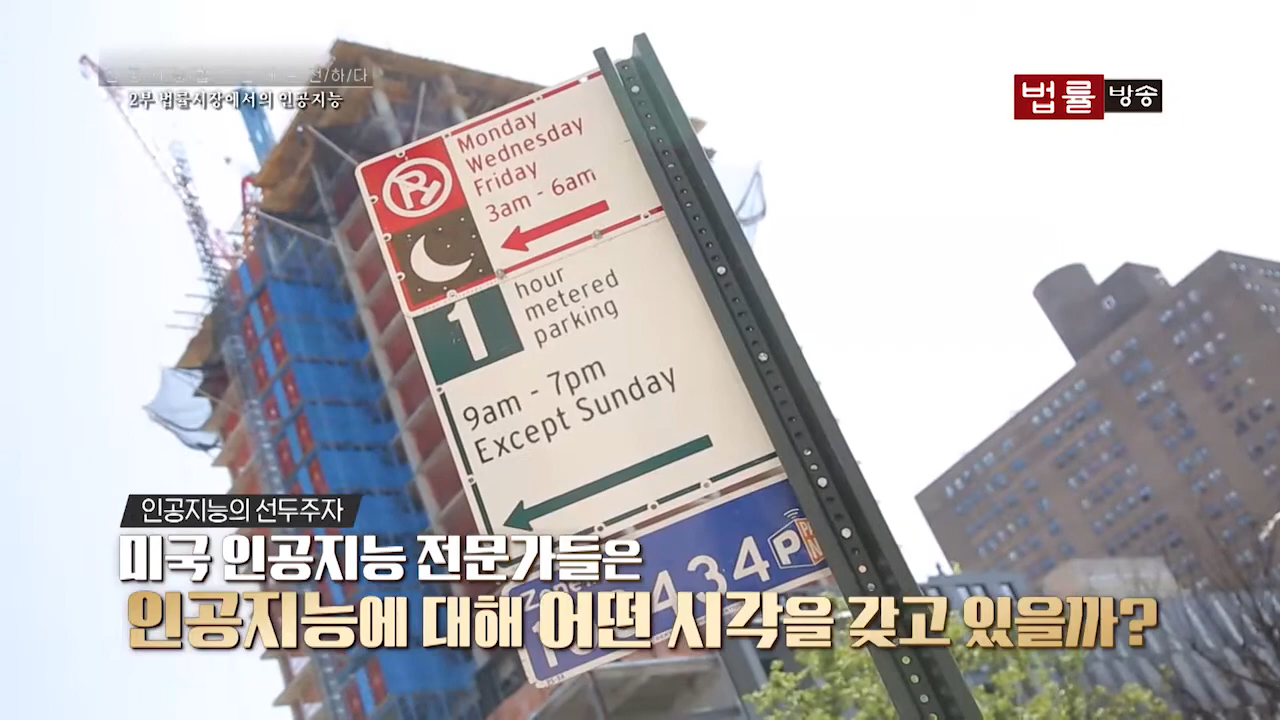 전/하/다
2부 법률시장에서의 인공지능
법률방송
Monday
Wednesday
Friday
3am - 6am
1 hour
metered
parking
9am - 7pm
Except Sunday
인공지능의 선두주자
미국 인공지능 전문가들은
434 P
인공지능에 대해 어떤 시각을 갖고 있을까?